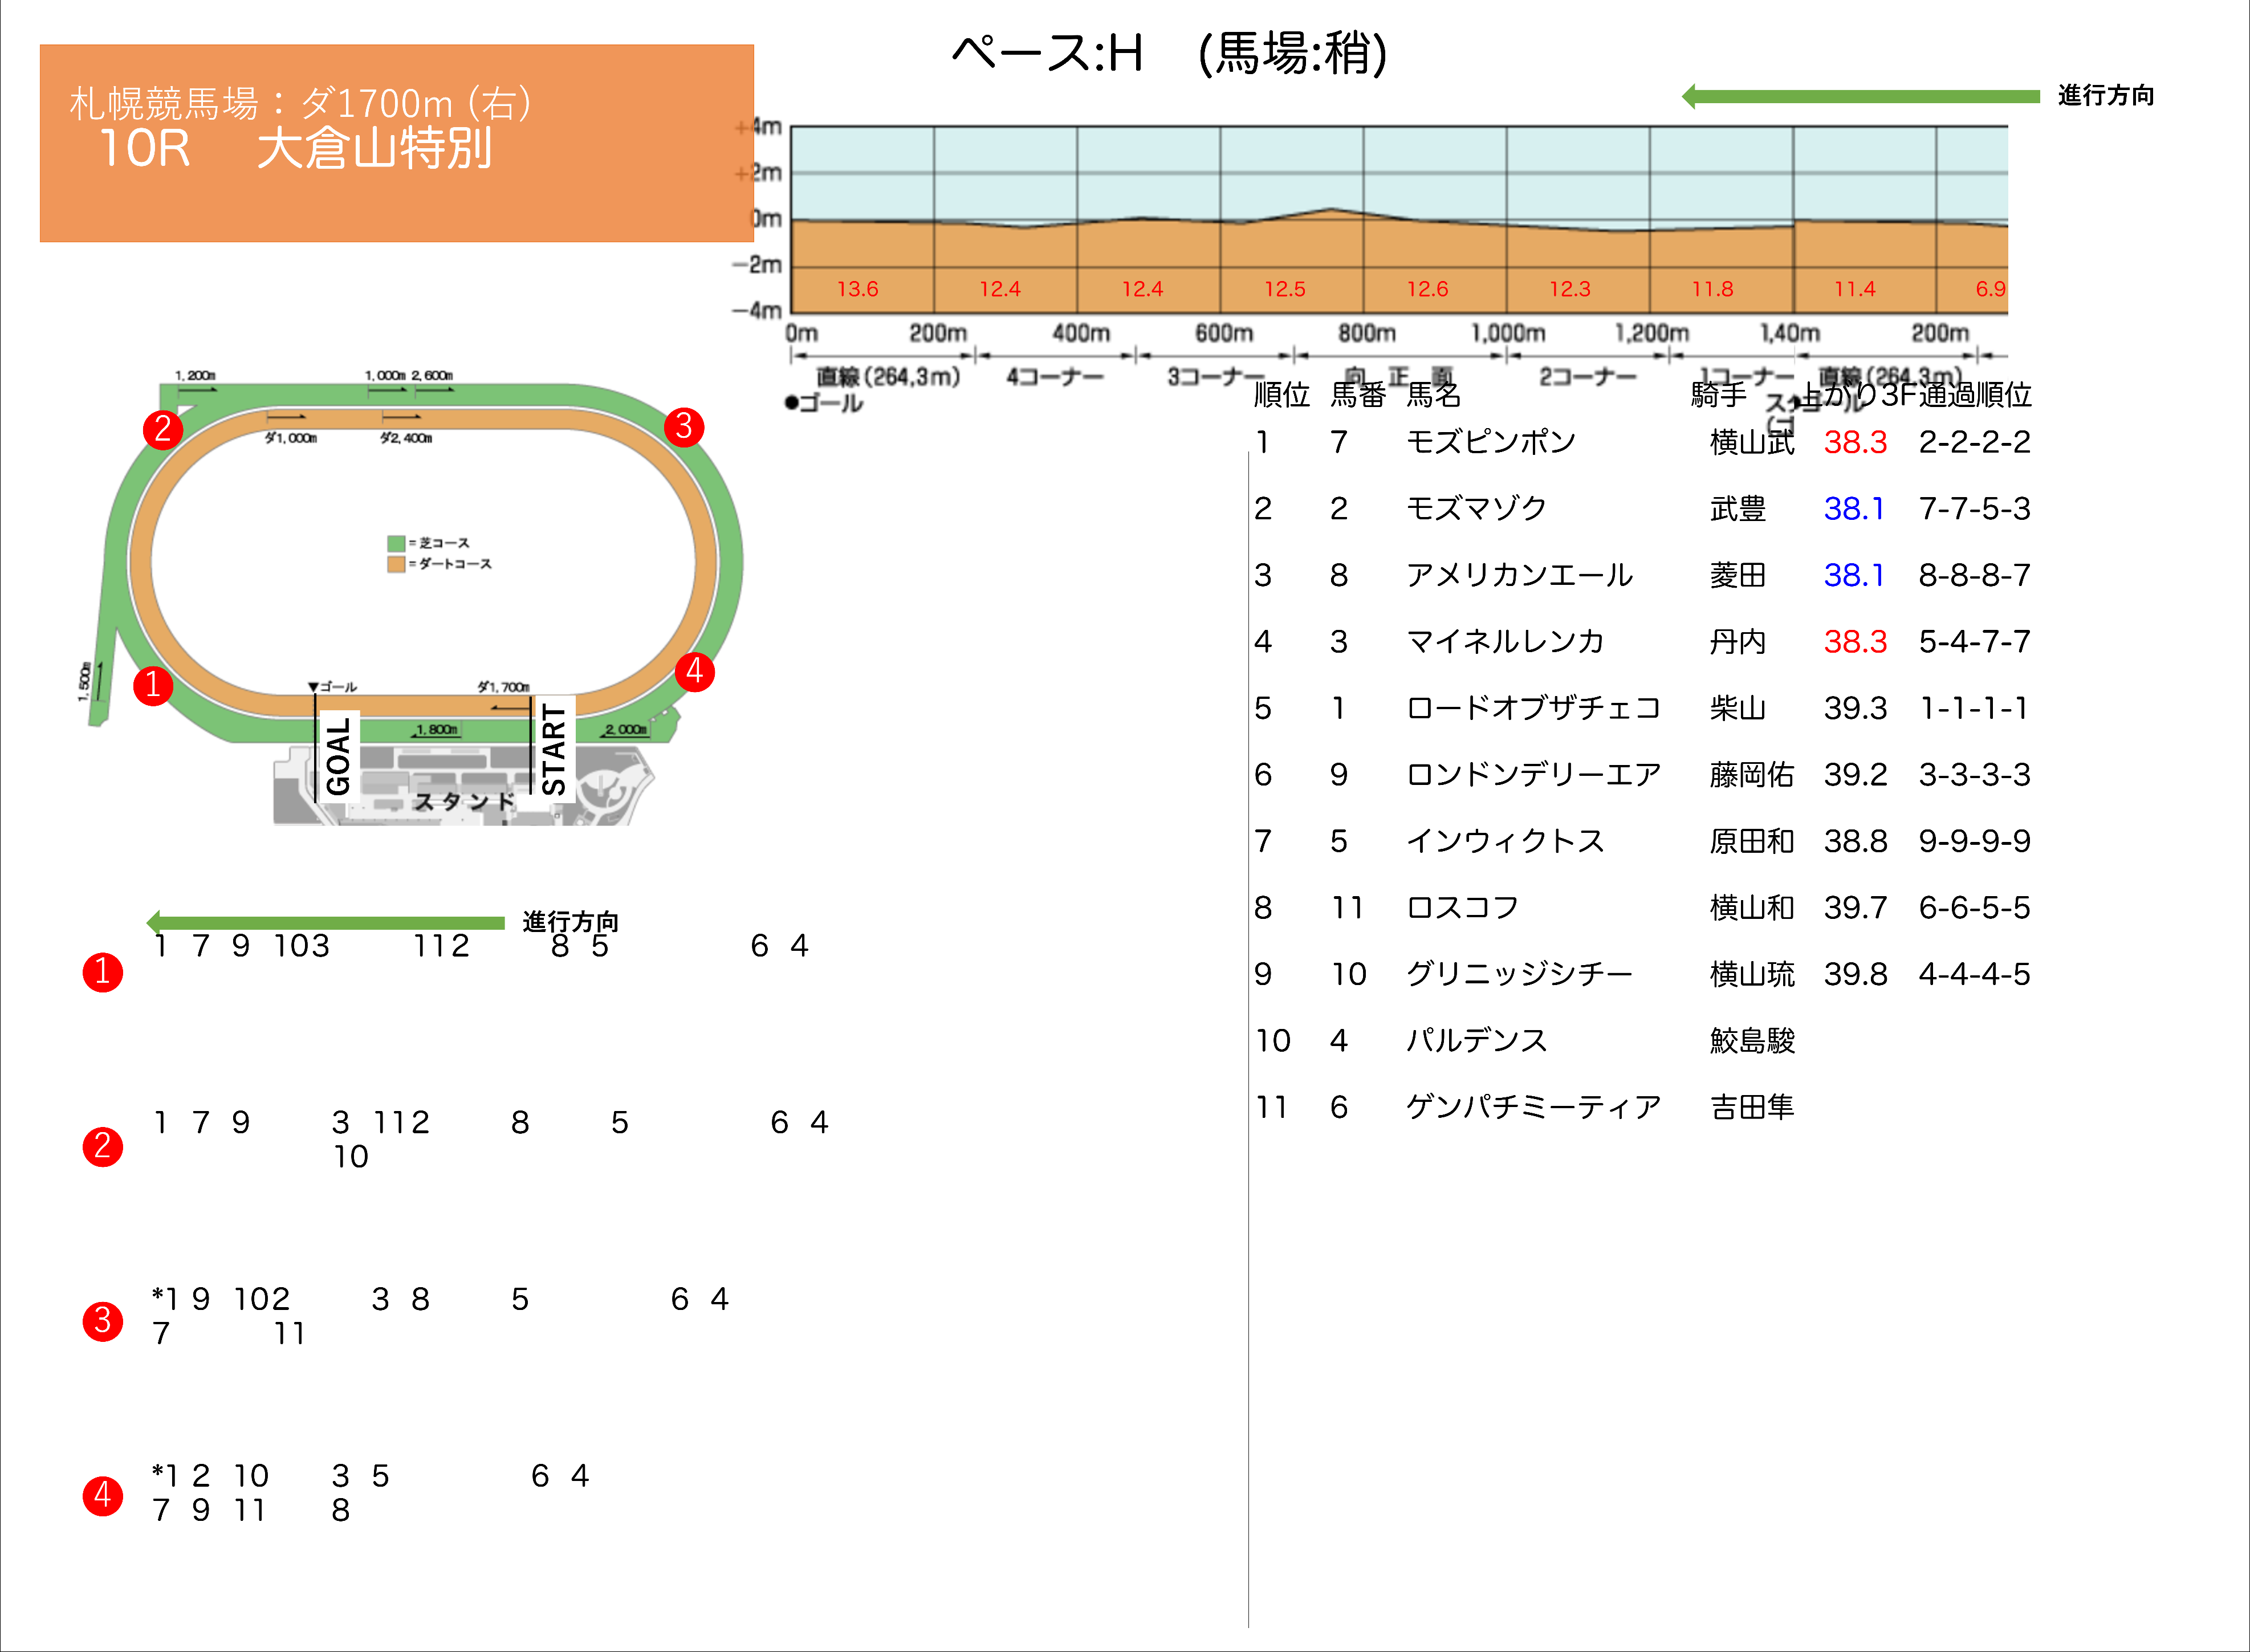 ペース:H (馬場:稍)
進行方向
札幌競馬場：ダ1700m (右)
10R 大倉山特別
+4m
+2m
0m
-2m
-4m
13.6 12.4 12.4 12.5 12.6 12.3 11.8 11.4 6.9
0m 200m 400m 600m 800m 1,000m 1,200m 1,40m 200m
直線(264,3m) 4コーナー 3コーナー 向正面 2コーナー 1コーナー 直線(264,3m)
●ゴール
ゴール
順位 馬番 馬名 騎手 上がり3F 通過順位
1 7 モズピンポン 横山武 38.3 2-2-2-2
2 2 モズマゾク 武豊 38.1 7-7-5-3
3 8 アメリカンエール 菱田 38.1 8-8-8-7
4 3 マイネルレンカ 丹内 38.3 5-4-7-7
5 1 ロードオブザチェコ 柴山 39.3 1-1-1-1
6 9 ロンドンデリーエア 藤岡佑 39.2 3-3-3-3
7 5 インウィクトス 原田和 38.8 9-9-9-9
8 11 ロスコフ 横山和 39.7 6-6-5-5
9 10 グリニッジシチー 横山琉 39.8 4-4-4-5
10 4 パルデンス 鮫島駿
11 6 ゲンパチミーティア 吉田隼
1,200m 1,000m 2,600m
2 3
ダ1,000m ダ2,400m
= 芝コース
= ダートコース
1,500m
1 4
▼ゴール ダ1,700m
1,800m 2,000m
GOAL
START
スタンド
進行方向
1 1 7 9 103 112 8 5 6 4
2 1 7 9 3 112 8 5 6 4
10
3 *1 9 102 3 8 5 6 4
7 11
4 *1 2 10 3 5 6 4
7 9 11 8